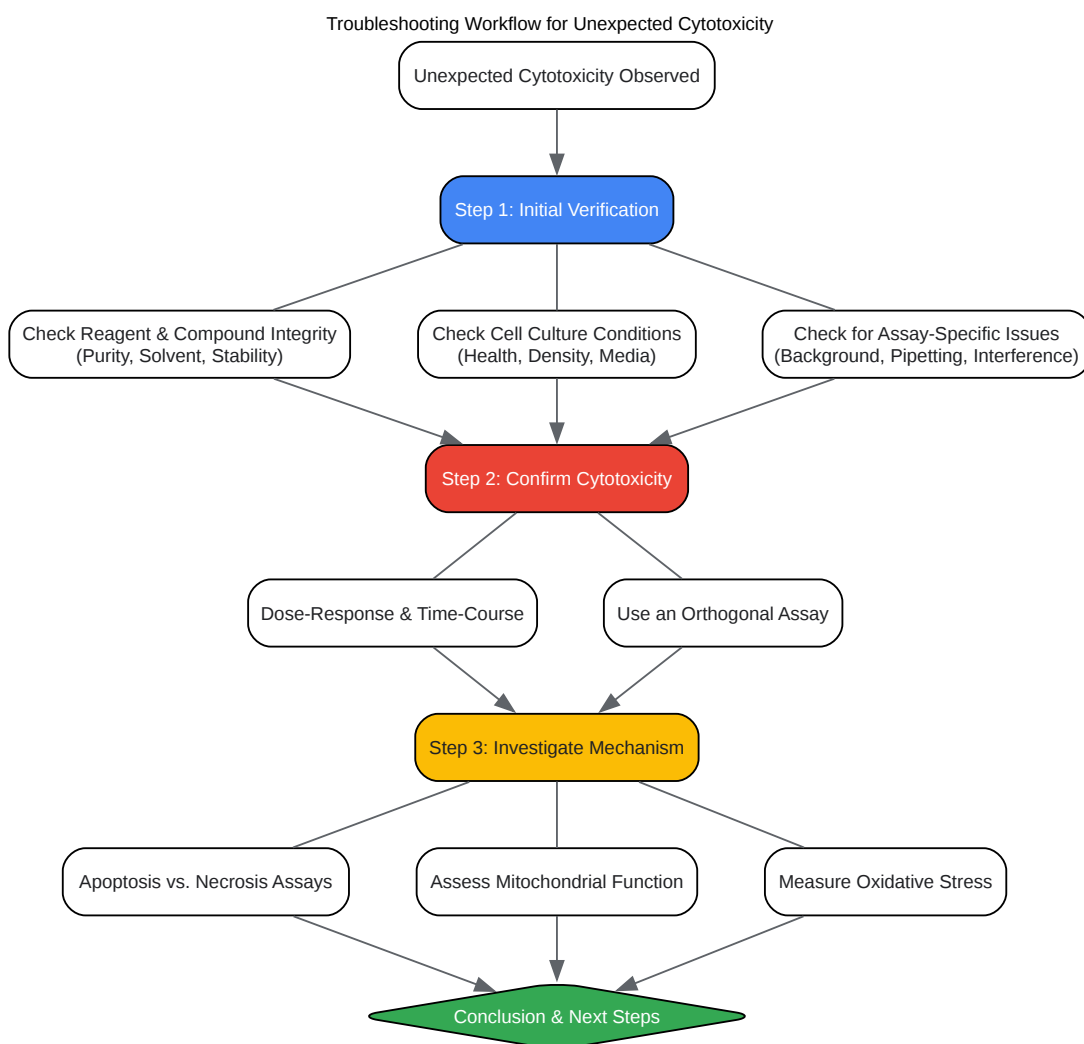 Troubleshooting Workflow for Unexpected Cytotoxicity
Unexpected Cytotoxicity Observed
Step 1: Initial Verification
Check Reagent & Compound Integrity
(Purity, Solvent, Stability)
Check Cell Culture Conditions
(Health, Density, Media)
Check for Assay-Specific Issues
(Background, Pipetting, Interference)
Step 2: Confirm Cytotoxicity
Dose-Response & Time-Course
Use an Orthogonal Assay
Step 3: Investigate Mechanism
Apoptosis vs. Necrosis Assays
Assess Mitochondrial Function
Measure Oxidative Stress
Conclusion & Next Steps